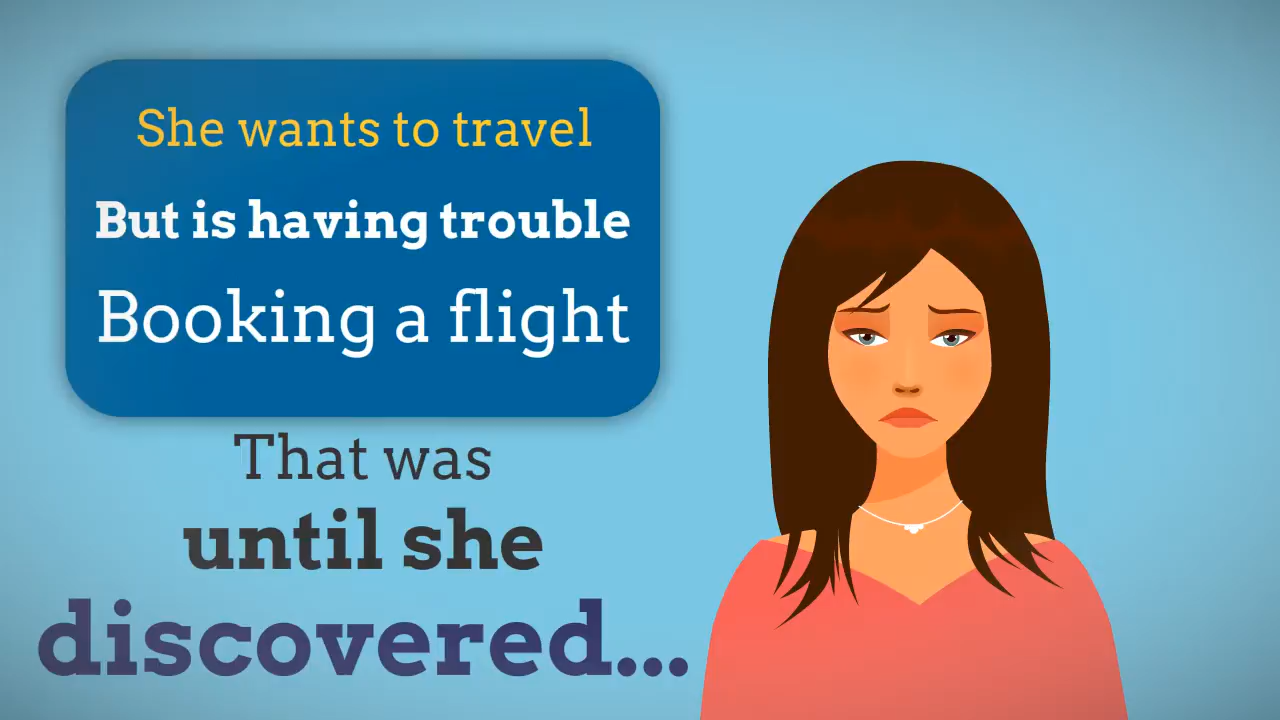 She wants to travel
But is having trouble
Booking a flight
That was
until she
discovered...